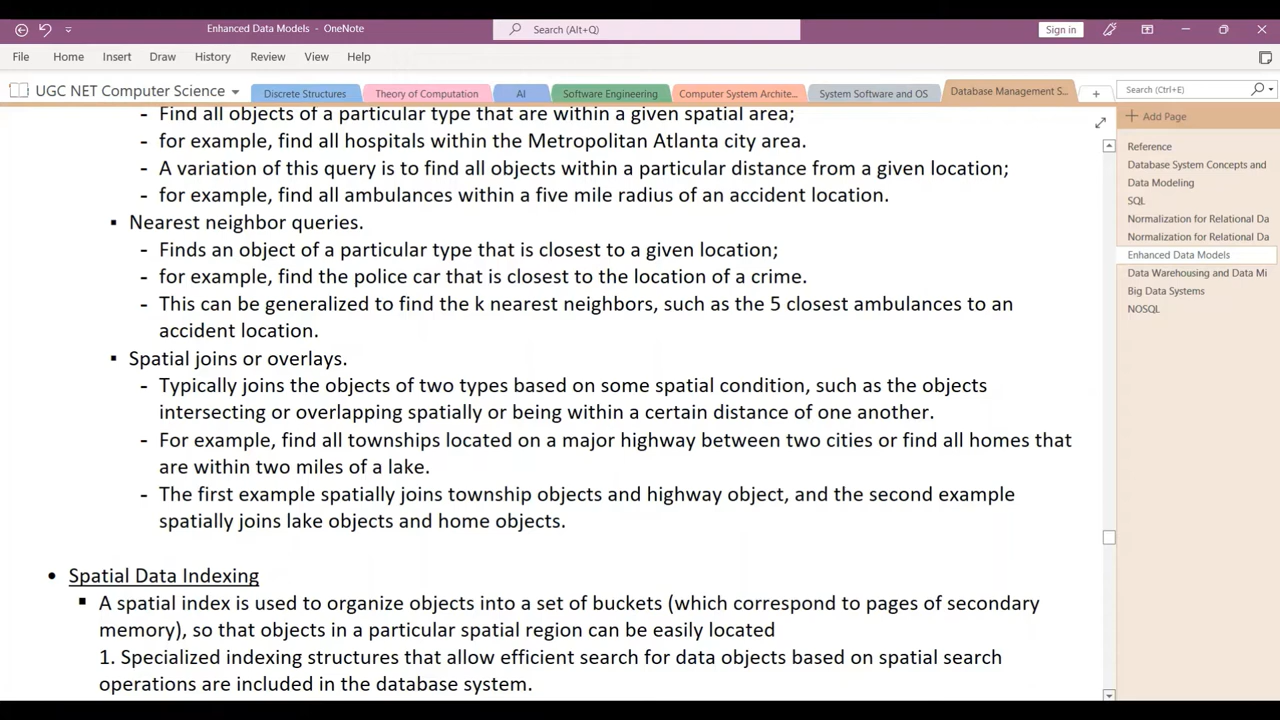 Enhanced Data Models - OneNote
Search (Alt+Q)
Sign in
File Home Insert Draw History Review View Help
UGC NET Computer Science
Discrete Structures
Theory of Computation
AI
Software Engineering
Computer System Archite...
System Software and OS
Database Management S...
+
Search (Ctrl+E)
- Find all objects of a particular type that are within a given spatial area;
- for example, find all hospitals within the Metropolitan Atlanta city area.
- A variation of this query is to find all objects within a particular distance from a given location;
- for example, find all ambulances within a five mile radius of an accident location.
▪ Nearest neighbor queries.
- Finds an object of a particular type that is closest to a given location;
- for example, find the police car that is closest to the location of a crime.
- This can be generalized to find the k nearest neighbors, such as the 5 closest ambulances to an
accident location.
▪ Spatial joins or overlays.
- Typically joins the objects of two types based on some spatial condition, such as the objects
intersecting or overlapping spatially or being within a certain distance of one another.
- For example, find all townships located on a major highway between two cities or find all homes that
are within two miles of a lake.
- The first example spatially joins township objects and highway object, and the second example
spatially joins lake objects and home objects.
• Spatial Data Indexing
▪ A spatial index is used to organize objects into a set of buckets (which correspond to pages of secondary
memory), so that objects in a particular spatial region can be easily located
1. Specialized indexing structures that allow efficient search for data objects based on spatial search
operations are included in the database system.
+ Add Page
Reference
Database System Concepts and
Data Modeling
SQL
Normalization for Relational Da
Normalization for Relational Da
Enhanced Data Models
Data Warehousing and Data Mi
Big Data Systems
NOSQL